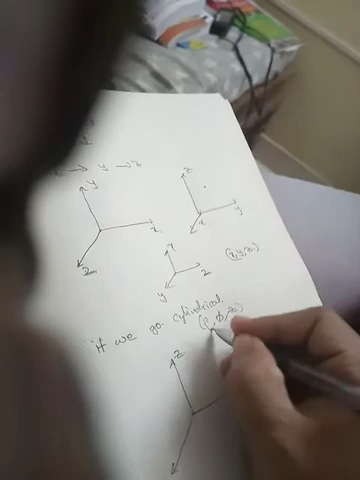 → y → z
y
z
x
z
y
x
x
z
y
(x, y, z)
if we go cylindrical
(ρ, φ, z)
z